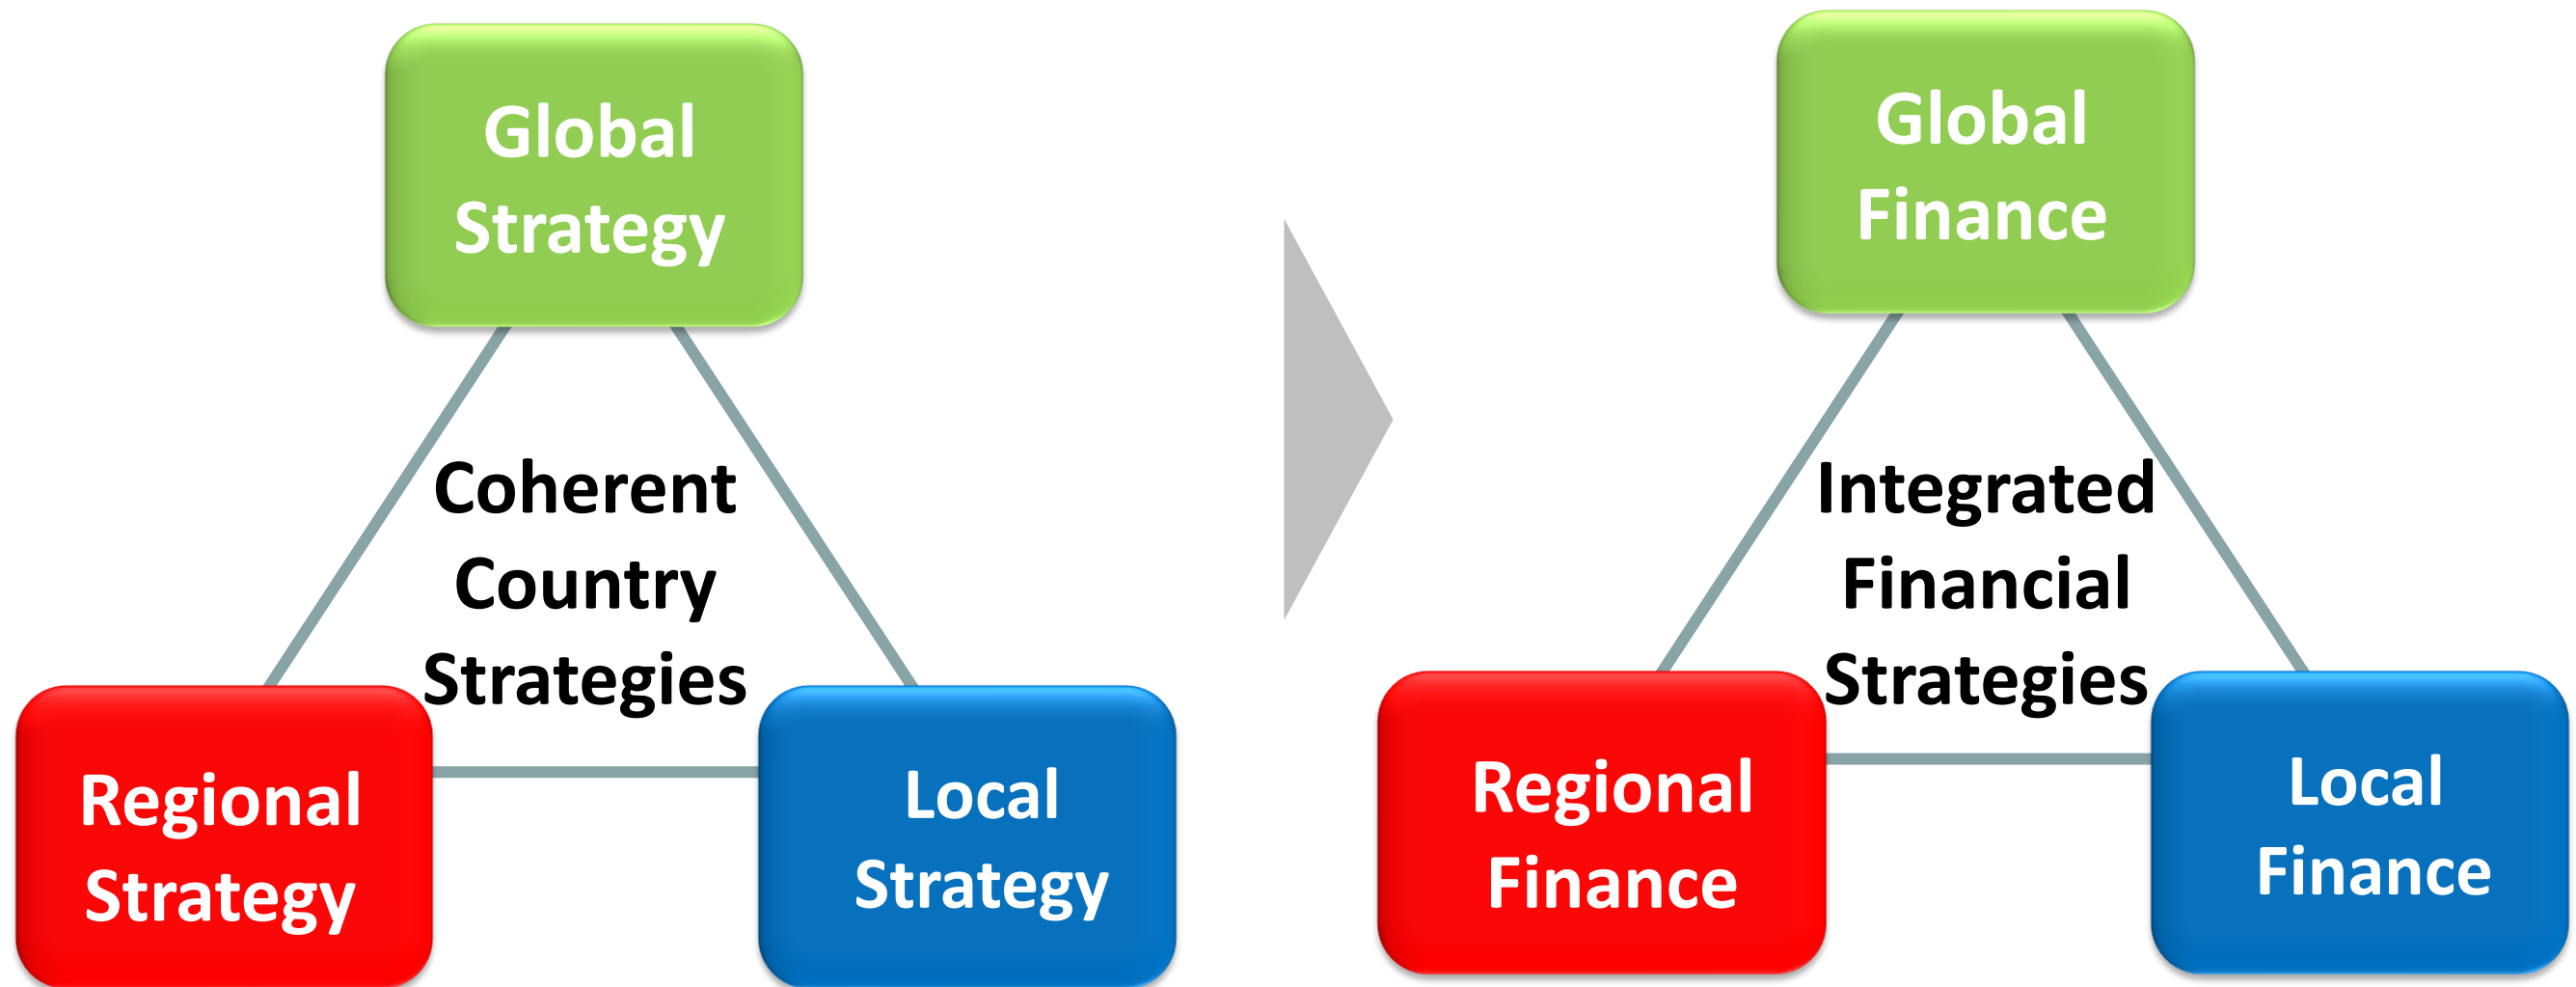 Global
Strategy
Coherent
Country
Strategies
Regional
Strategy
Local
Strategy
Global
Finance
Integrated
Financial
Strategies
Regional
Finance
Local
Finance